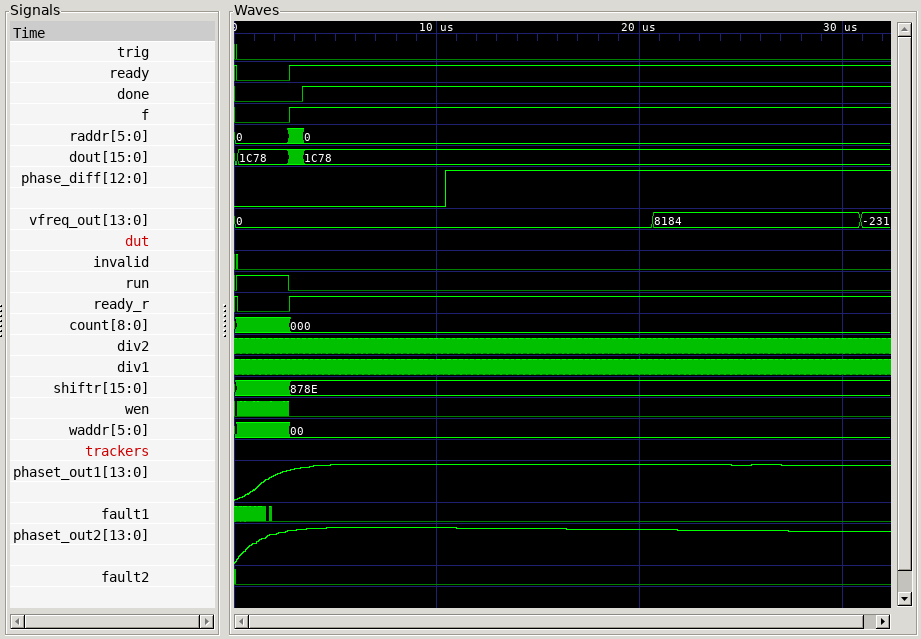 Signals
Waves
Time
0
10 us
20 us
30 us
trig
ready
done
f
raddr[5:0]
0
0
dout[15:0]
1C78
1C78
phase_diff[12:0]
vfreq_out[13:0]
0
8184
-231
dut
invalid
run
ready_r
count[8:0]
000
div2
div1
shiftr[15:0]
878E
wen
waddr[5:0]
00
trackers
phaset_out1[13:0]
fault1
phaset_out2[13:0]
fault2